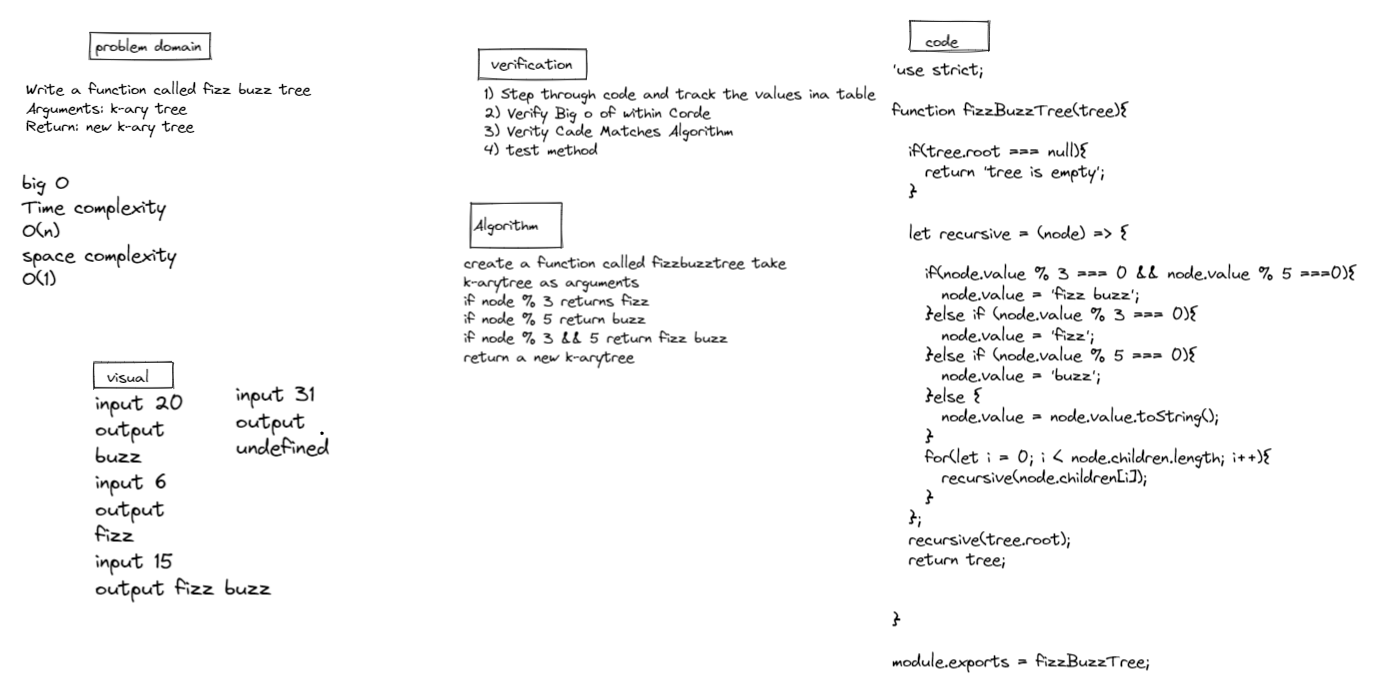 problem domain
Write a function called fizz buzz tree
Arguments: k-ary tree
Return: new k-ary tree
big O
Time complexity
O(n)
space complexity
O(1)
visual
input 20
output
buzz
input 6
output
fizz
input 15
output fizz buzz
input 31
output
undefined
verification
1) Step through code and track the values ina table
2) Verify Big o of within Corde
3) Verity Cade Matches Algorithm
4) test method
Algorithm
create a function called fizzbuzztree take
k-arytree as arguments
if node % 3 returns fizz
if node % 5 return buzz
if node % 3 && 5 return fizz buzz
return a new k-arytree
code
'use strict;
function fizzBuzzTree(tree){
if(tree.root === null){
return 'tree is empty';
}
let recursive = (node) => {
if(node.value % 3 === 0 && node.value % 5 ===0){
node.value = 'fizz buzz';
}else if (node.value % 3 === 0){
node.value = 'fizz';
}else if (node.value % 5 === 0){
node.value = 'buzz';
}else {
node.value = node.value.toString();
}
for(let i = 0; i < node.children.length; i++){
recursive(node.children[i]);
}
};
recursive(tree.root);
return tree;
}
module.exports = fizzBuzzTree;